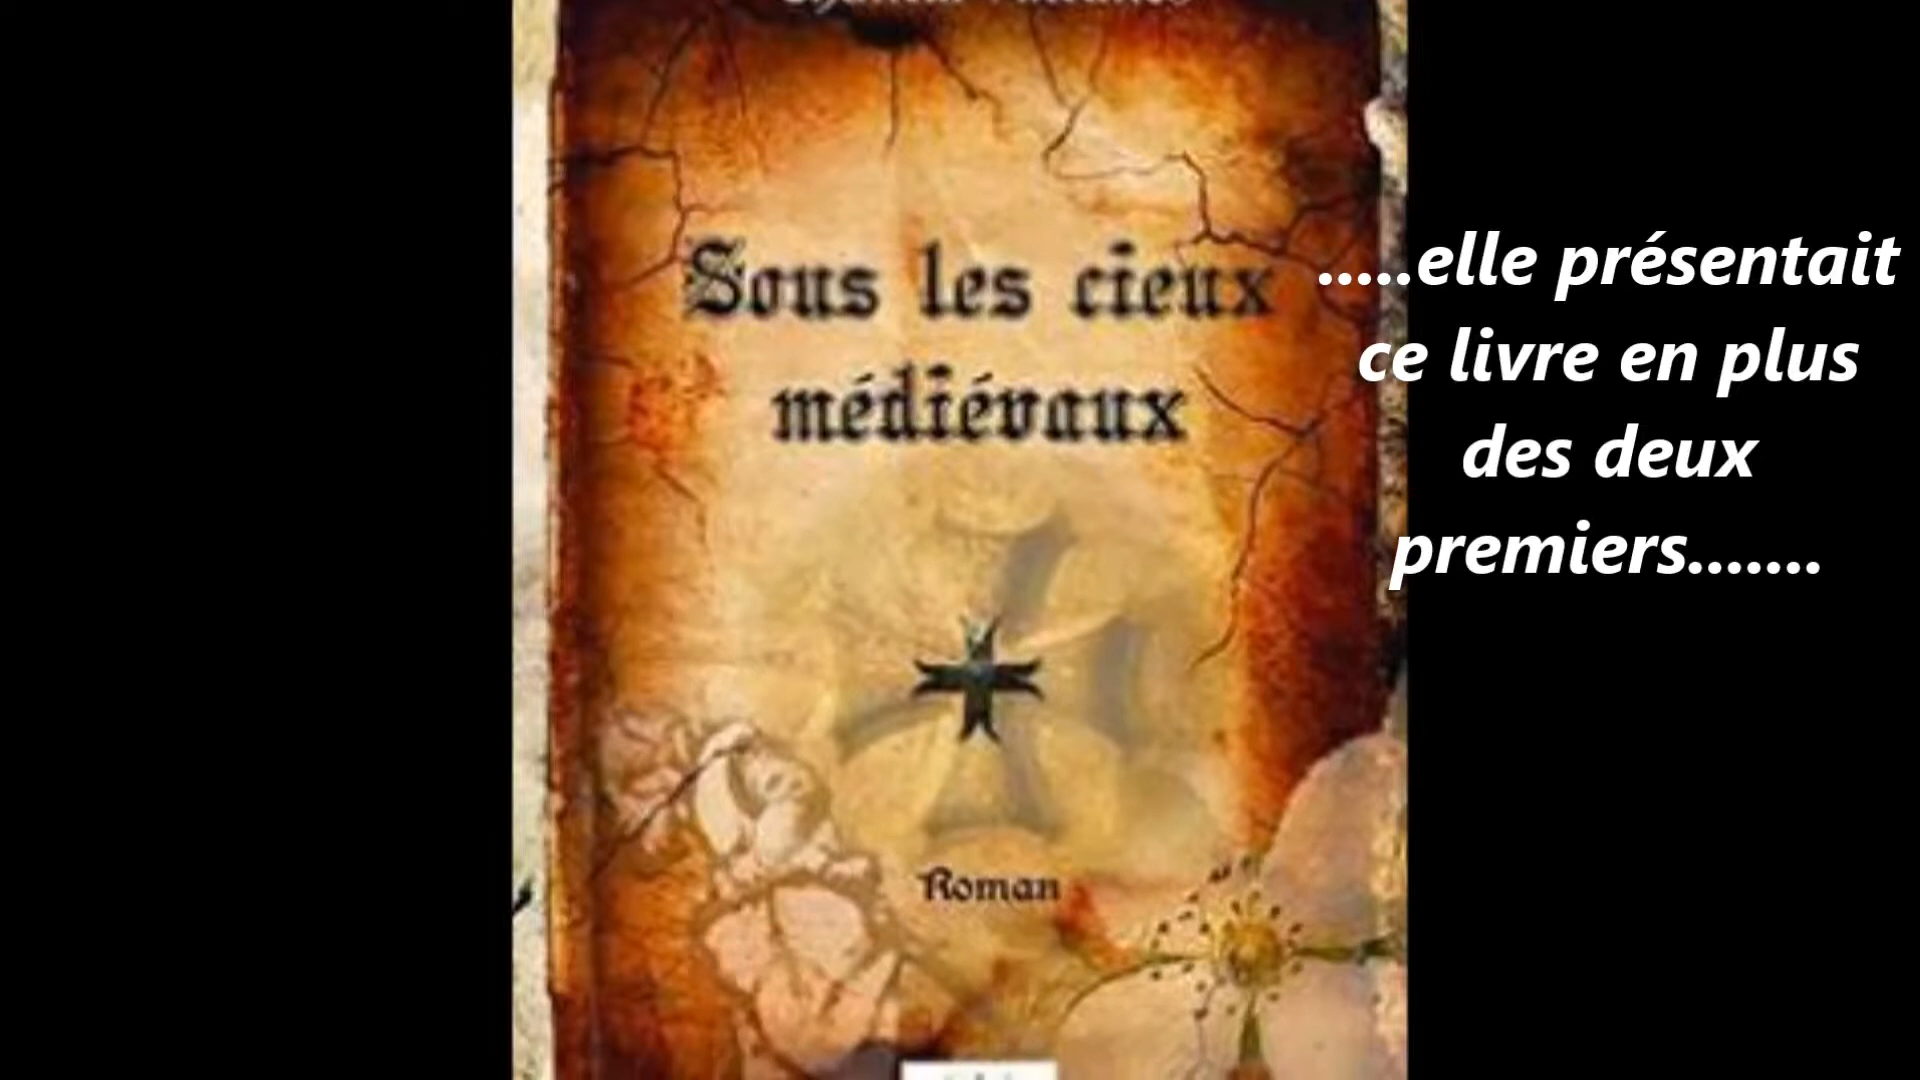 Sous les cieux
médiévaux
Roman
.....elle présentait
ce livre en plus
des deux
premiers.......